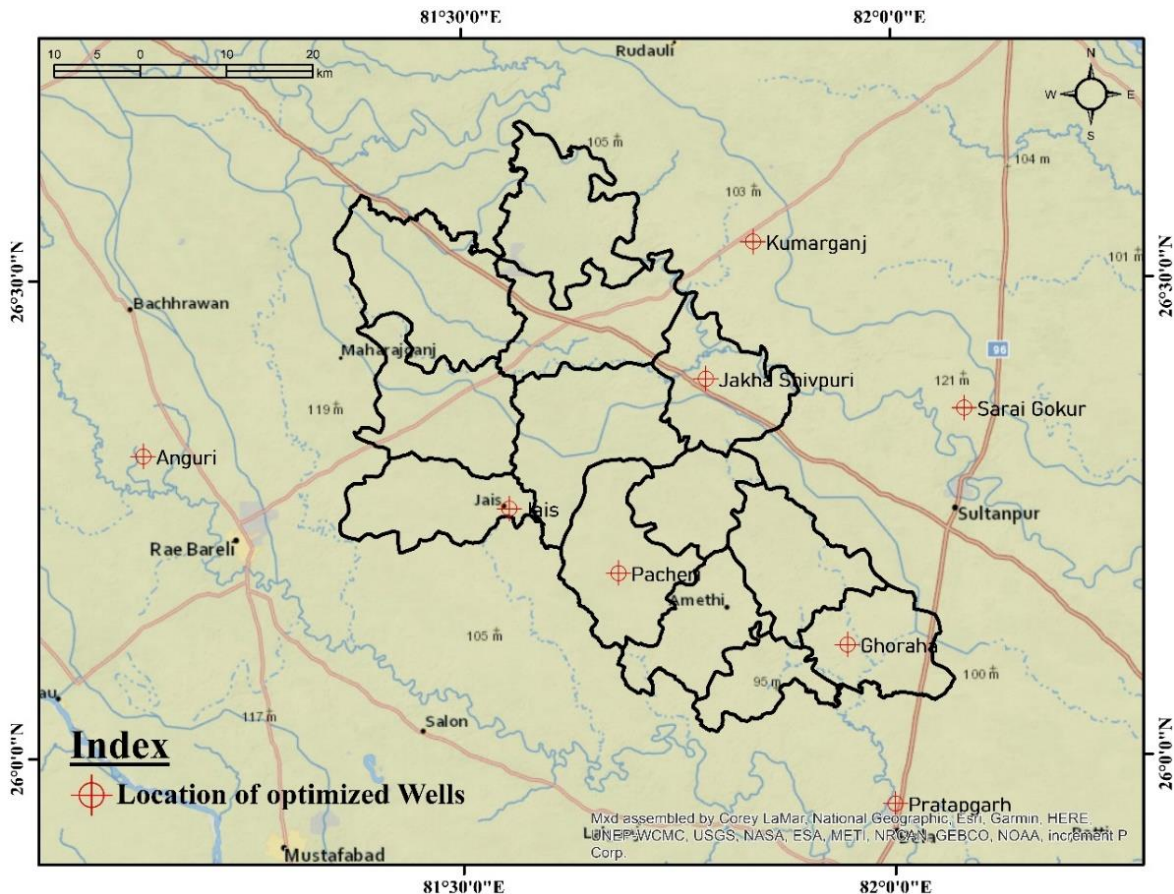 81°30'0"E
82°0'0"E
10 5 0 10 20
km
Rudauli
N
W E
S
105 m
104 m
103 m
Kumarganj
101 m
26°30'0"N
26°30'0"N
Bachhrawan
Maharajganj
96
Jakha Shivpuri
121 m
Sarai Gokur
119 m
Anguri
Jais
Jais
Sultanpur
Rae Bareli
Pacheri
Amethi
105 m
Ghoraha
95 m
100 m
au
117 m
Salon
Index
26°0'0"N
26°0'0"N
Location of optimized Wells
Pratapgarh
Mxd assembled by Corey LaMar, National Geographic, Esri, Garmin, HERE,
UNEP-WCMC, USGS, NASA, ESA, METI, NRCAN, GEBCO, NOAA, increment P
Corp.
Bela
Patti
Mustafabad
81°30'0"E
82°0'0"E